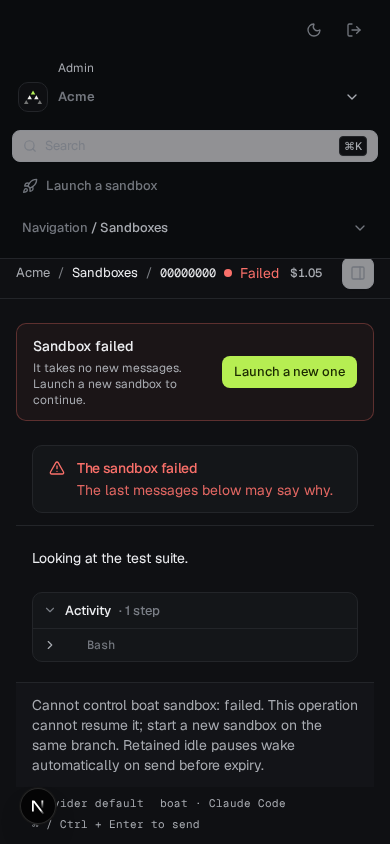 Admin
Acme
Search
⌘K
Launch a sandbox
Navigation / Sandboxes
Acme / Sandboxes / 00000000 Failed $1.05
Sandbox failed
It takes no new messages.
Launch a new sandbox to
continue.
Launch a new one
The sandbox failed
The last messages below may say why.
Looking at the test suite.
Activity · 1 step
Bash
Cannot control boat sandbox: failed. This operation
cannot resume it; start a new sandbox on the
same branch. Retained idle pauses wake
automatically on send before expiry.
N
vider default boat · Claude Code
/ Ctrl + Enter to send